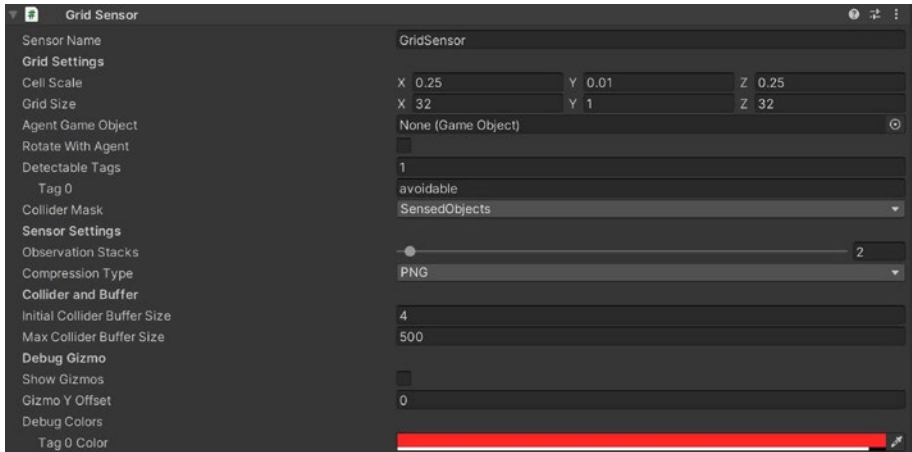 Grid Sensor
Sensor Name GridSensor
Grid Settings
Cell Scale X 0.25 Y 0.01 Z 0.25
Grid Size X 32 Y 1 Z 32
Agent Game Object None (Game Object)
Rotate With Agent
Detectable Tags 1
Tag 0 avoidable
Collider Mask SensedObjects
Sensor Settings
Observation Stacks 2
Compression Type PNG
Collider and Buffer
Initial Collider Buffer Size 4
Max Collider Buffer Size 500
Debug Gizmo
Show Gizmos
Gizmo Y Offset 0
Debug Colors
Tag 0 Color